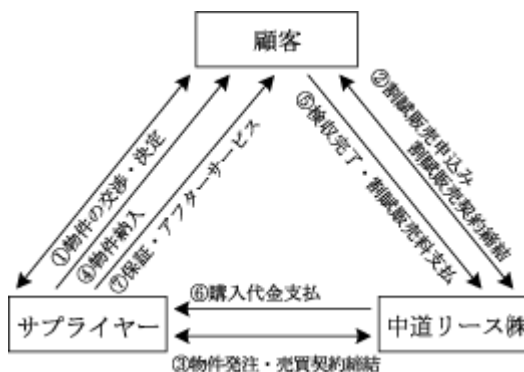 顧客
①物件の交渉・決定
④物件納入
⑦保証・アフターサービス
②割賦販売申込み
割賦販売契約締結
⑤検収完了・割賦販売料支払
サプライヤー
⑥購入代金支払
中道リース㈱
③物件発注・売買契約締結